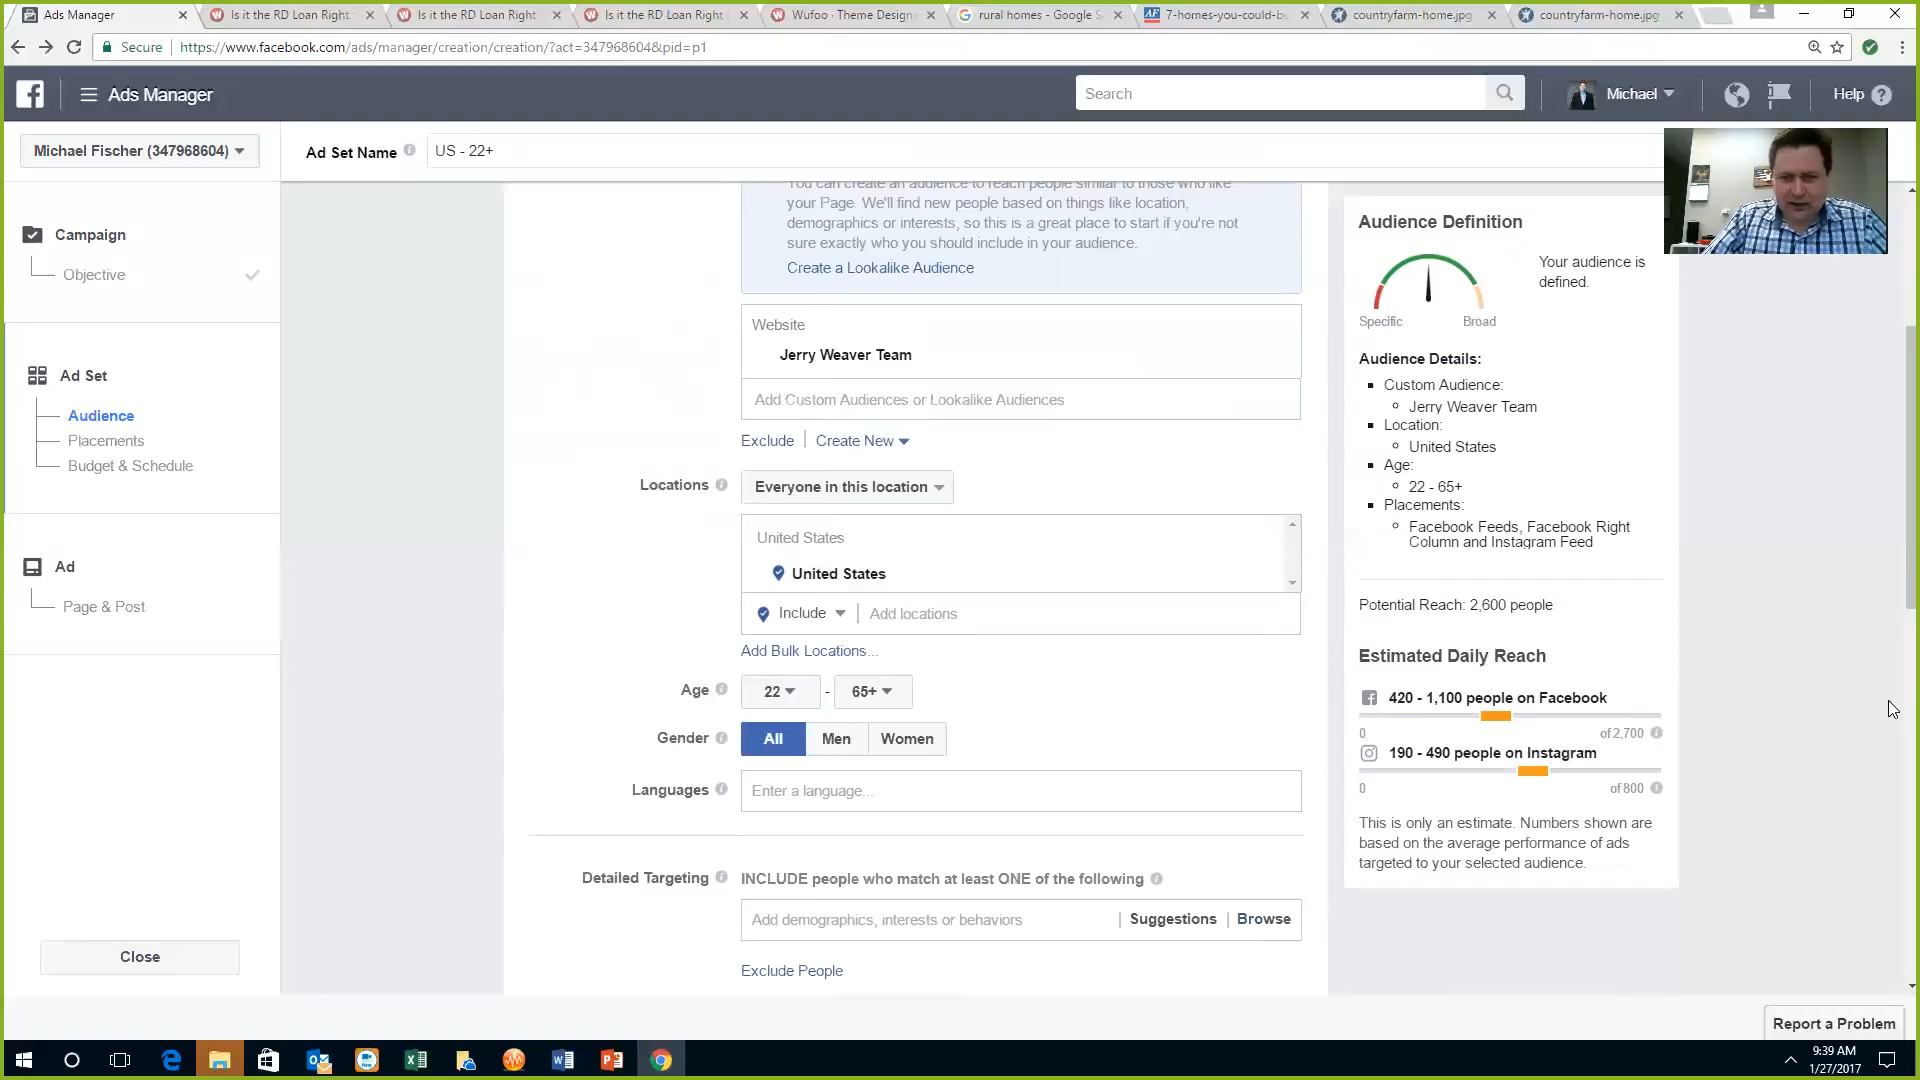 Ads Manager
Is it the RD Loan Right
Is it the RD Loan Right
Is it the RD Loan Right
Wufoo · Theme Design
rural homes - Google S
7-homes-you-could-b
countryfarm-home.jpg
countryfarm-home.jpg
Secure
https://www.facebook.com/ads/manager/creation/creation/?act=347968604&pid=p1
Ads Manager
Search
Michael
Help
Michael Fischer (347968604)
Ad Set Name
US - 22+
Campaign
Objective
Ad Set
Audience
Placements
Budget & Schedule
Ad
Page & Post
Close
You can create an audience to reach people similar to those who like
your Page. We'll find new people based on things like location,
demographics or interests, so this is a great place to start if you're not
sure exactly who you should include in your audience.
Create a Lookalike Audience
Website
Jerry Weaver Team
Add Custom Audiences or Lookalike Audiences
Exclude
Create New
Locations
Everyone in this location
United States
United States
Include
Add locations
Add Bulk Locations...
Age
22
-
65+
Gender
All
Men
Women
Languages
Enter a language...
Detailed Targeting
INCLUDE people who match at least ONE of the following
Add demographics, interests or behaviors
Suggestions
Browse
Exclude People
Audience Definition
Specific
Broad
Your audience is
defined.
Audience Details:
Custom Audience:
Jerry Weaver Team
Location:
United States
Age:
22 - 65+
Placements:
Facebook Feeds, Facebook Right
Column and Instagram Feed
Potential Reach: 2,600 people
Estimated Daily Reach
420 - 1,100 people on Facebook
0
of 2,700
190 - 490 people on Instagram
0
of 800
This is only an estimate. Numbers shown are
based on the average performance of ads
targeted to your selected audience.
Report a Problem
9:39 AM
1/27/2017